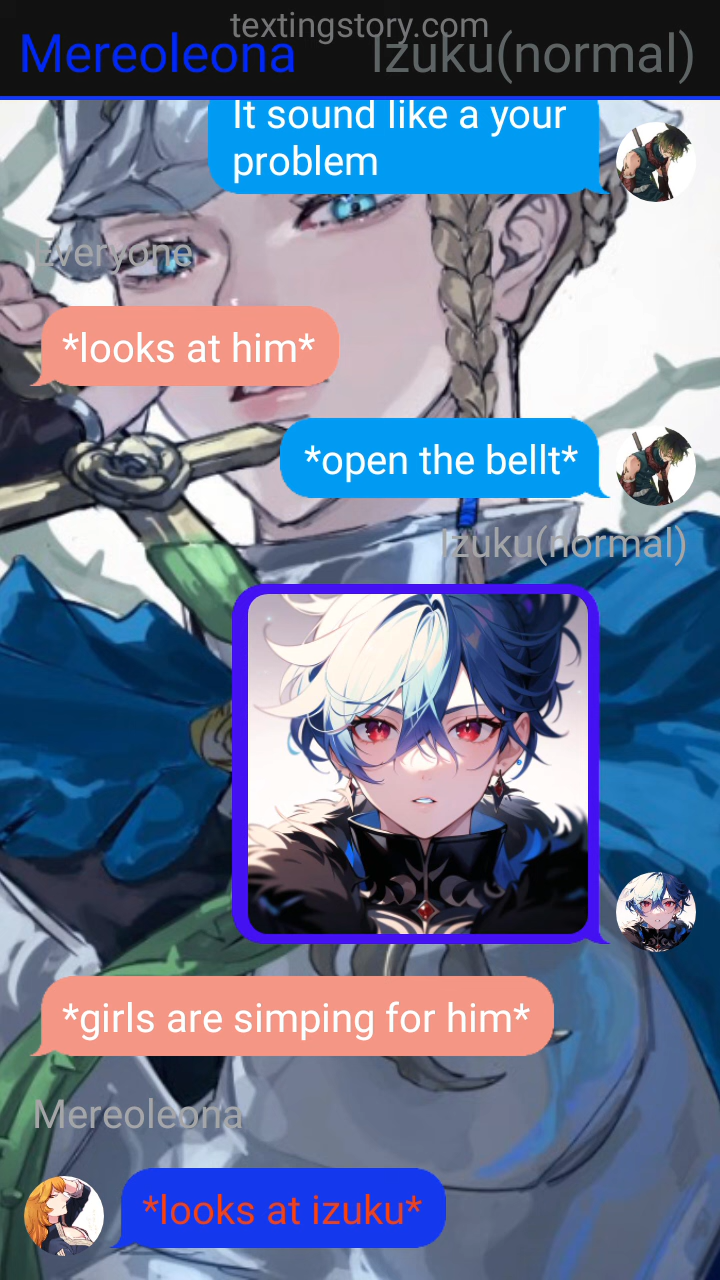 textingstory.com
Mereoleona
Izuku(normal)
It sound like a your
problem
Everyone
*looks at him*
*open the bellt*
Izuku(normal)
*girls are simping for him*
Mereoleona
*looks at izuku*